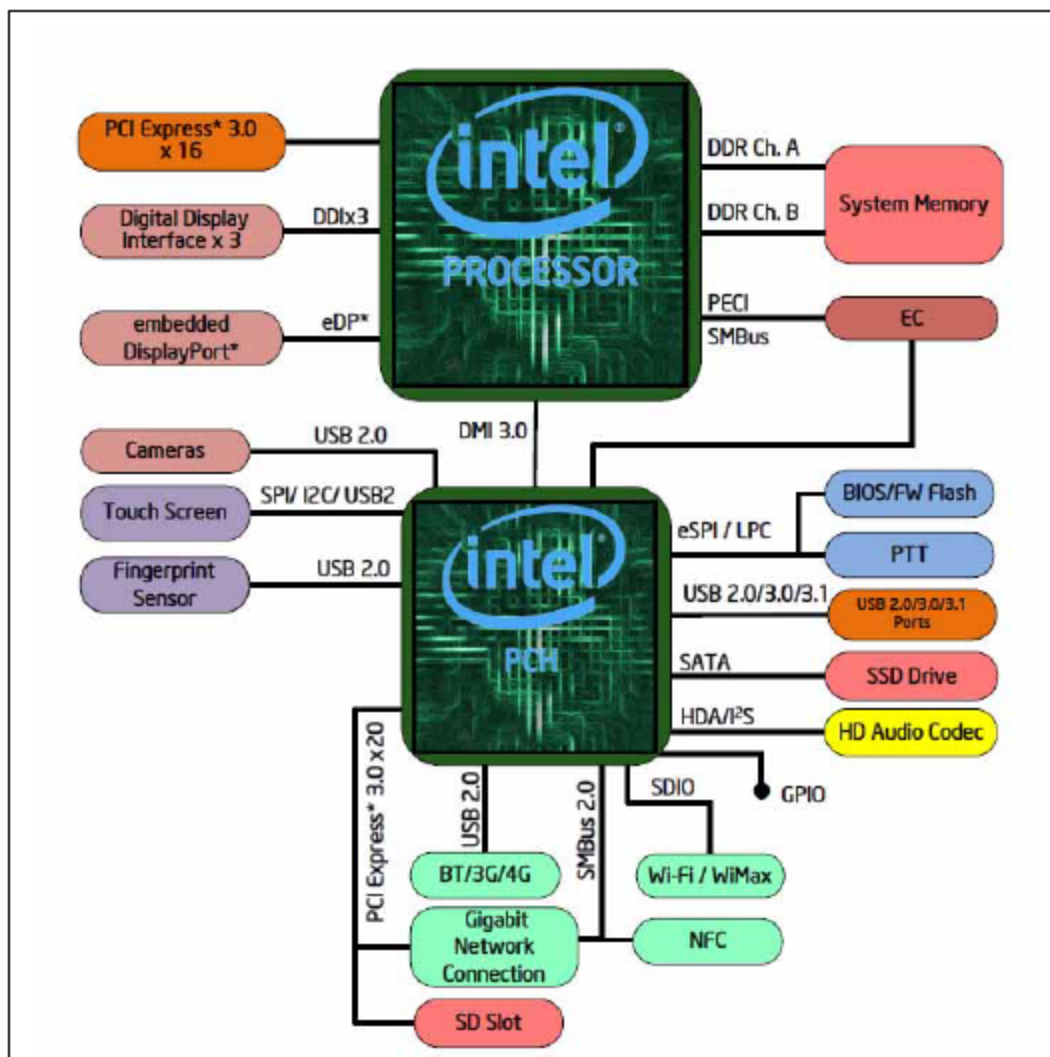 PCI Express* 3.0
x 16
Digital Display
Interface x 3
DDIx3
embedded
DisplayPort*
eDP*
intel®
PROCESSOR
DDR Ch. A
DDR Ch. B
System Memory
PECI
SMBus
EC
DMI 3.0
Cameras
USB 2.0
Touch Screen
SPI/ I2C/ USB2
Fingerprint
Sensor
USB 2.0
intel®
PCH
eSPI / LPC
BIOS/FW Flash
PTT
USB 2.0/3.0/3.1
USB 2.0/3.0/3.1
Ports
SATA
SSD Drive
HDA/I²S
HD Audio Codec
GPIO
SDIO
Wi-Fi / WiMax
SMBus 2.0
NFC
USB 2.0
BT/3G/4G
PCI Express* 3.0 x20
Gigabit
Network
Connection
SD Slot